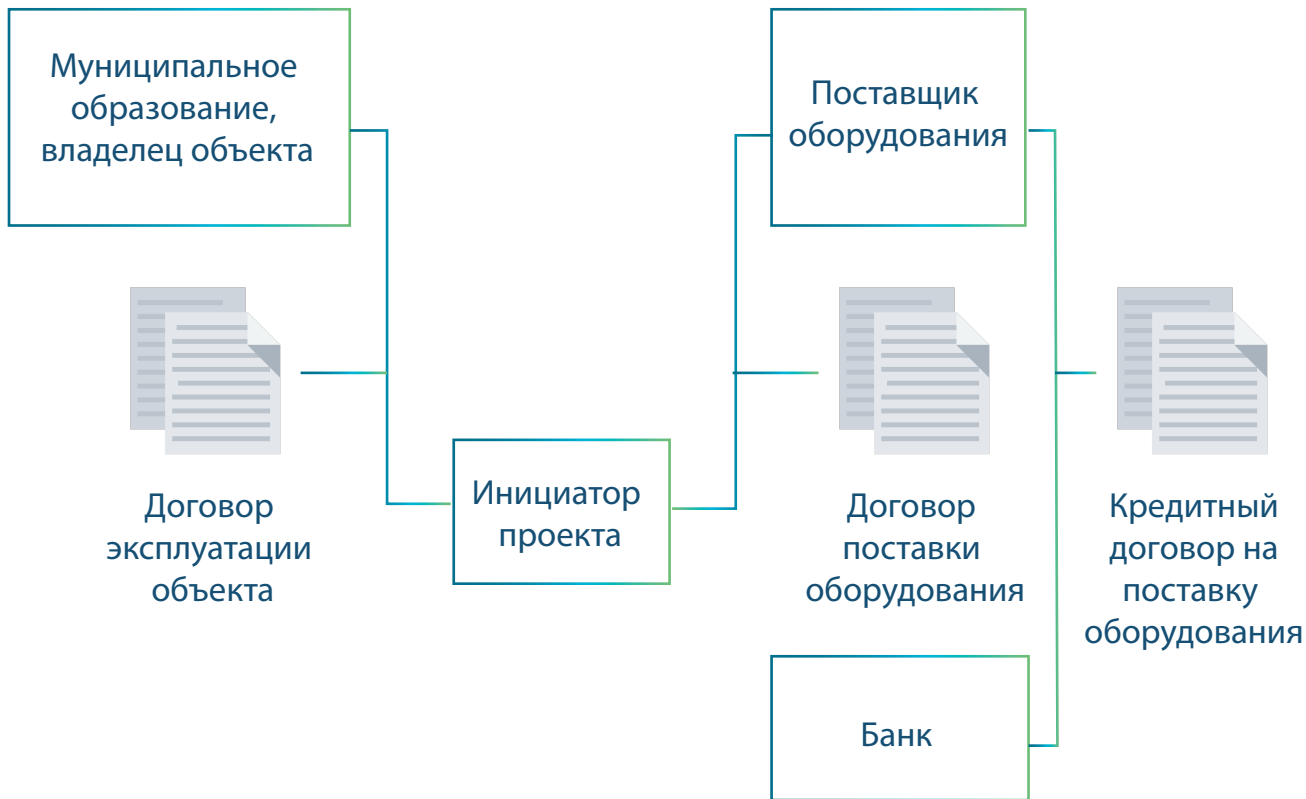 Муниципальное
образование,
владелец объекта
Поставщик
оборудования
Договор
эксплуатации
объекта
Инициатор
проекта
Договор
поставки
оборудования
Кредитный
договор на
поставку
оборудования
Банк